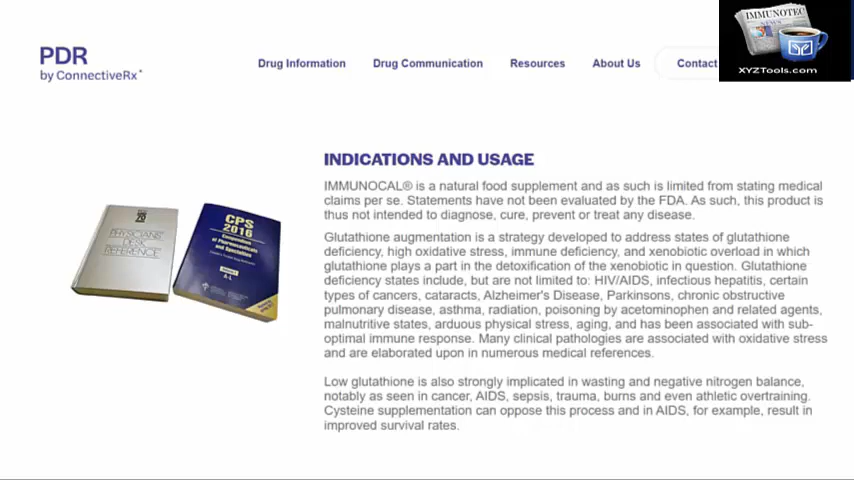 IMMUNOTEC
NEWS
XYZTools.com
PDR
by ConnectiveRx
Drug Information
Drug Communication
Resources
About Us
Contact
INDICATIONS AND USAGE
IMMUNOCAL® is a natural food supplement and as such is limited from stating medical
claims per se. Statements have not been evaluated by the FDA. As such, this product is
thus not intended to diagnose, cure, prevent or treat any disease.
Glutathione augmentation is a strategy developed to address states of glutathione
deficiency, high oxidative stress, immune deficiency, and xenobiotic overload in which
glutathione plays a part in the detoxification of the xenobiotic in question. Glutathione
deficiency states include, but are not limited to: HIV/AIDS, infectious hepatitis, certain
types of cancers, cataracts, Alzheimer's Disease, Parkinsons, chronic obstructive
pulmonary disease, asthma, radiation, poisoning by acetominophen and related agents,
malnutritive states, arduous physical stress, aging, and has been associated with sub-
optimal immune response. Many clinical pathologies are associated with oxidative stress
and are elaborated upon in numerous medical references.
Low glutathione is also strongly implicated in wasting and negative nitrogen balance,
notably as seen in cancer, AIDS, sepsis, trauma, burns and even athletic overtraining.
Cysteine supplementation can oppose this process and in AIDS, for example, result in
improved survival rates.
PHYSICIANS'
DESK
REFERENCE
CPS
2016
Compendium
of Pharmaceuticals
and Specialties
A-L